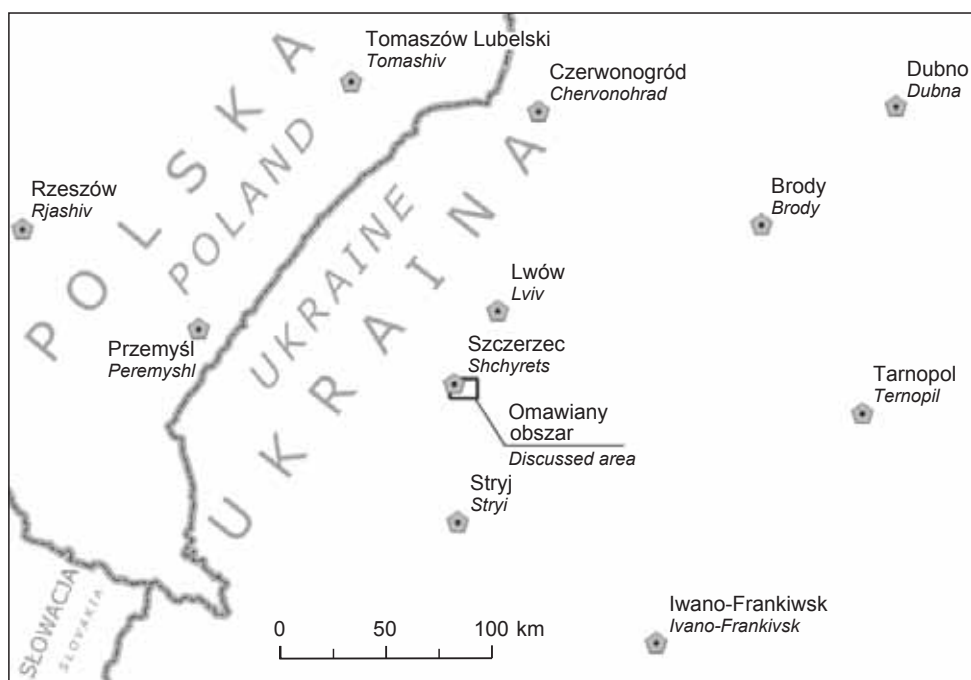 Tomaszów Lubelski
Tomashiv
Czerwonogród
Chervonohrad
Dubno
Dubna
POLSKA
POLAND
Rzeszów
Rjashiv
Brody
Brody
UKRAINE
UKRAINA
Lwów
Lviv
Przemyśl
Peremyshl
Szczerzec
Shchyrets
Tarnopol
Ternopil
Omawiany
obszar
Discussed area
Stryj
Stryi
SŁOWACJA
SLOVAKIA
Iwano-Frankiwsk
Ivano-Frankivsk
0 50 100 km